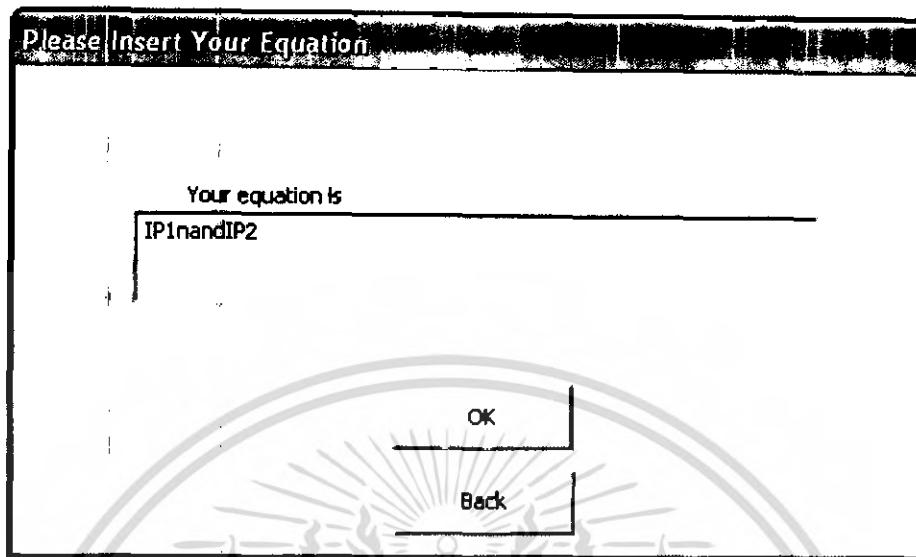 Please Insert Your Equation
Your equation is
IP1nandIP2
OK
Back